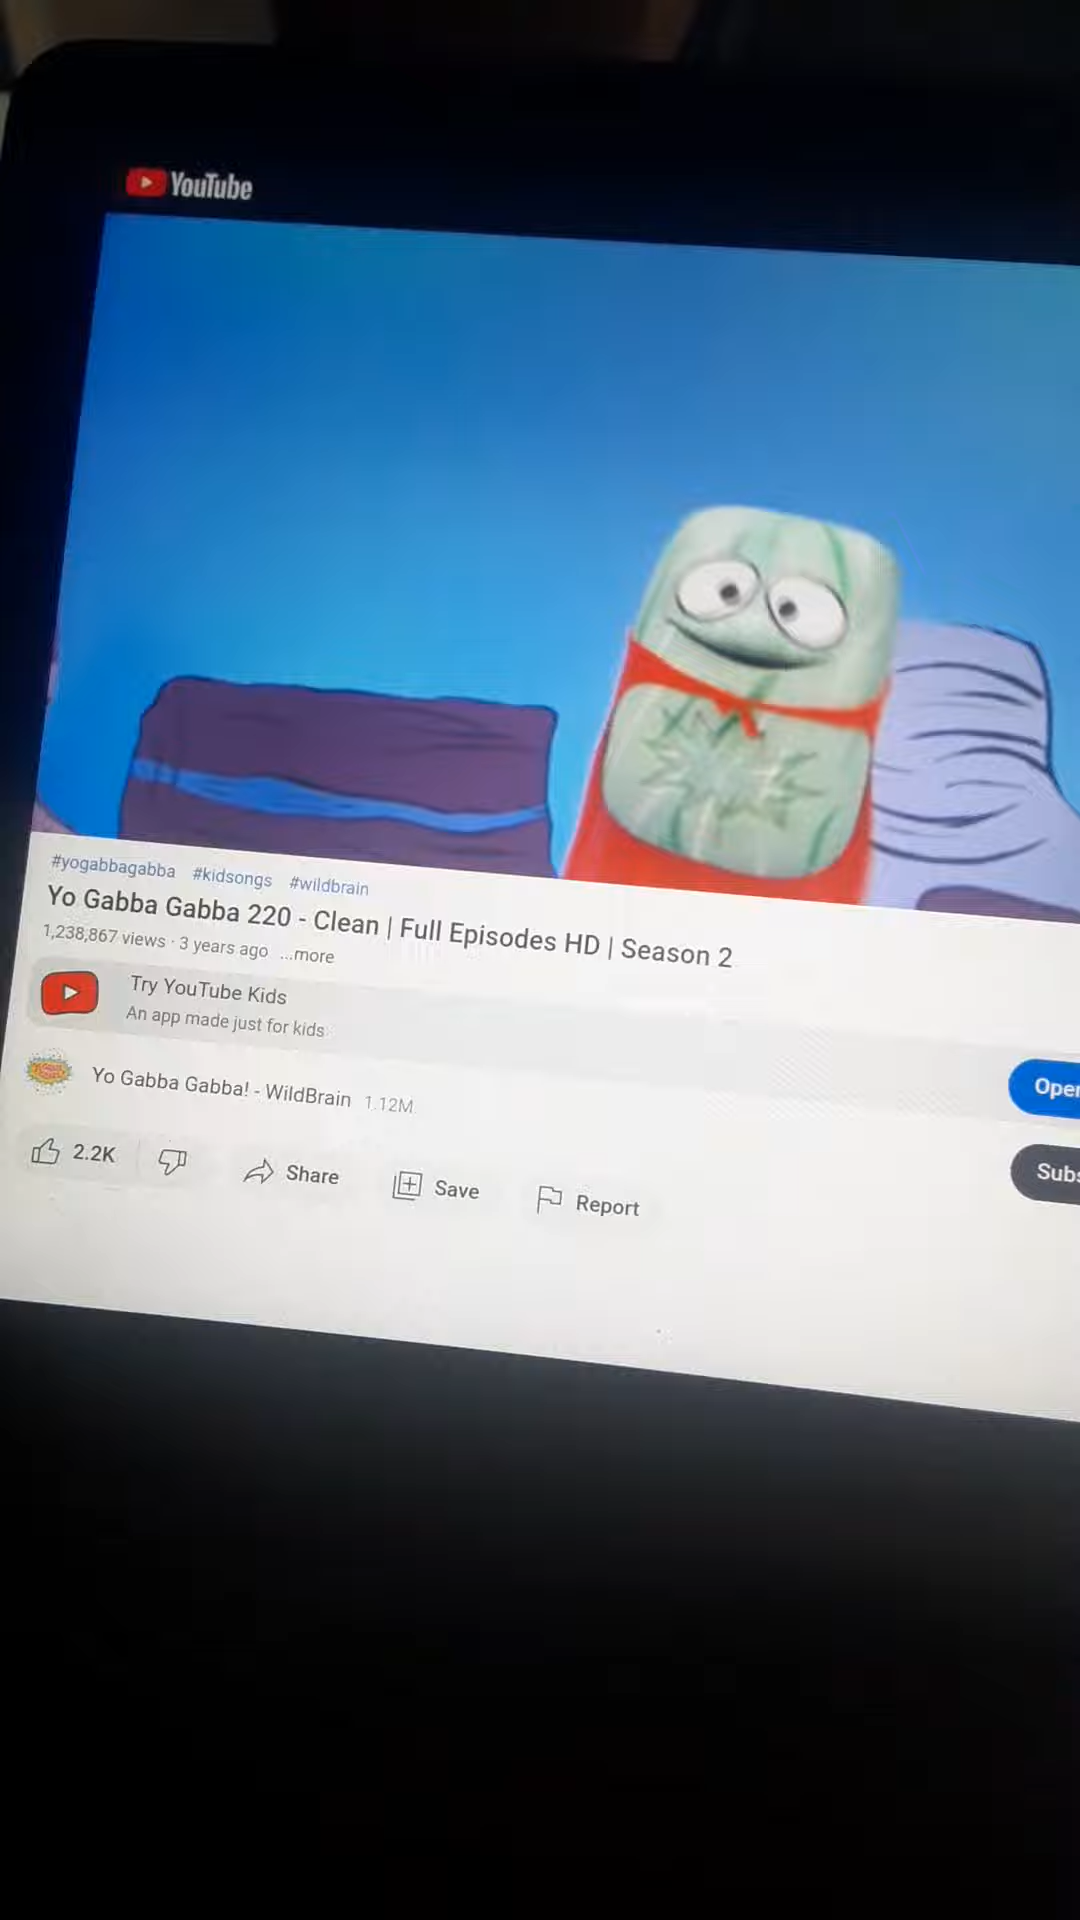 YouTube
#yogabbagabba #kidsongs #wildbrain
Yo Gabba Gabba 220 - Clean | Full Episodes HD | Season 2
1,238,867 views · 3 years ago ...more
Try YouTube Kids
An app made just for kids
Yo Gabba Gabba! - WildBrain 1.12M
2.2K Share Save Report